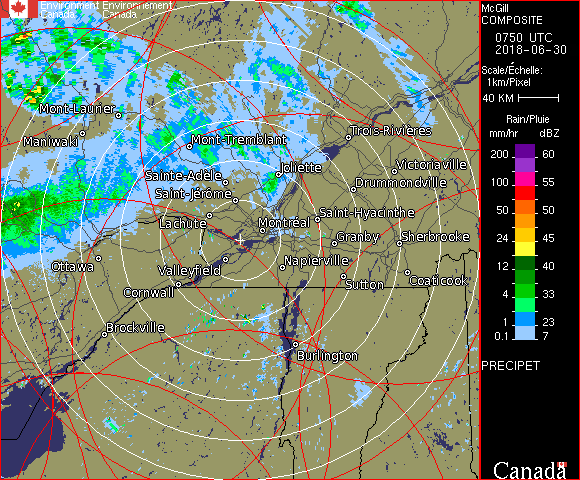 Environment Environnement
Canada Canada
Mont-Laurier
Maniwaki
Mont-Tremblant
Trois-Rivières
Joliette
Victoriaville
Sainte-Adèle
Drummondville
Saint-Jérôme
Saint-Hyacinthe
Lachute
Montréal
Granby
Sherbrooke
Ottawa
Valleyfield
Napierville
Cornwall
Sutton
Coaticook
Brockville
Burlington
McGill
COMPOSITE
0750 UTC
2018-06-30
Scale/Échelle:
1km/Pixel
40 KM
Rain/Pluie
mm/hr dBZ
200 60
150 57
100 55
50 50
24 45
12 40
4 33
1 23
0.1 7
PRECIPET
Canada